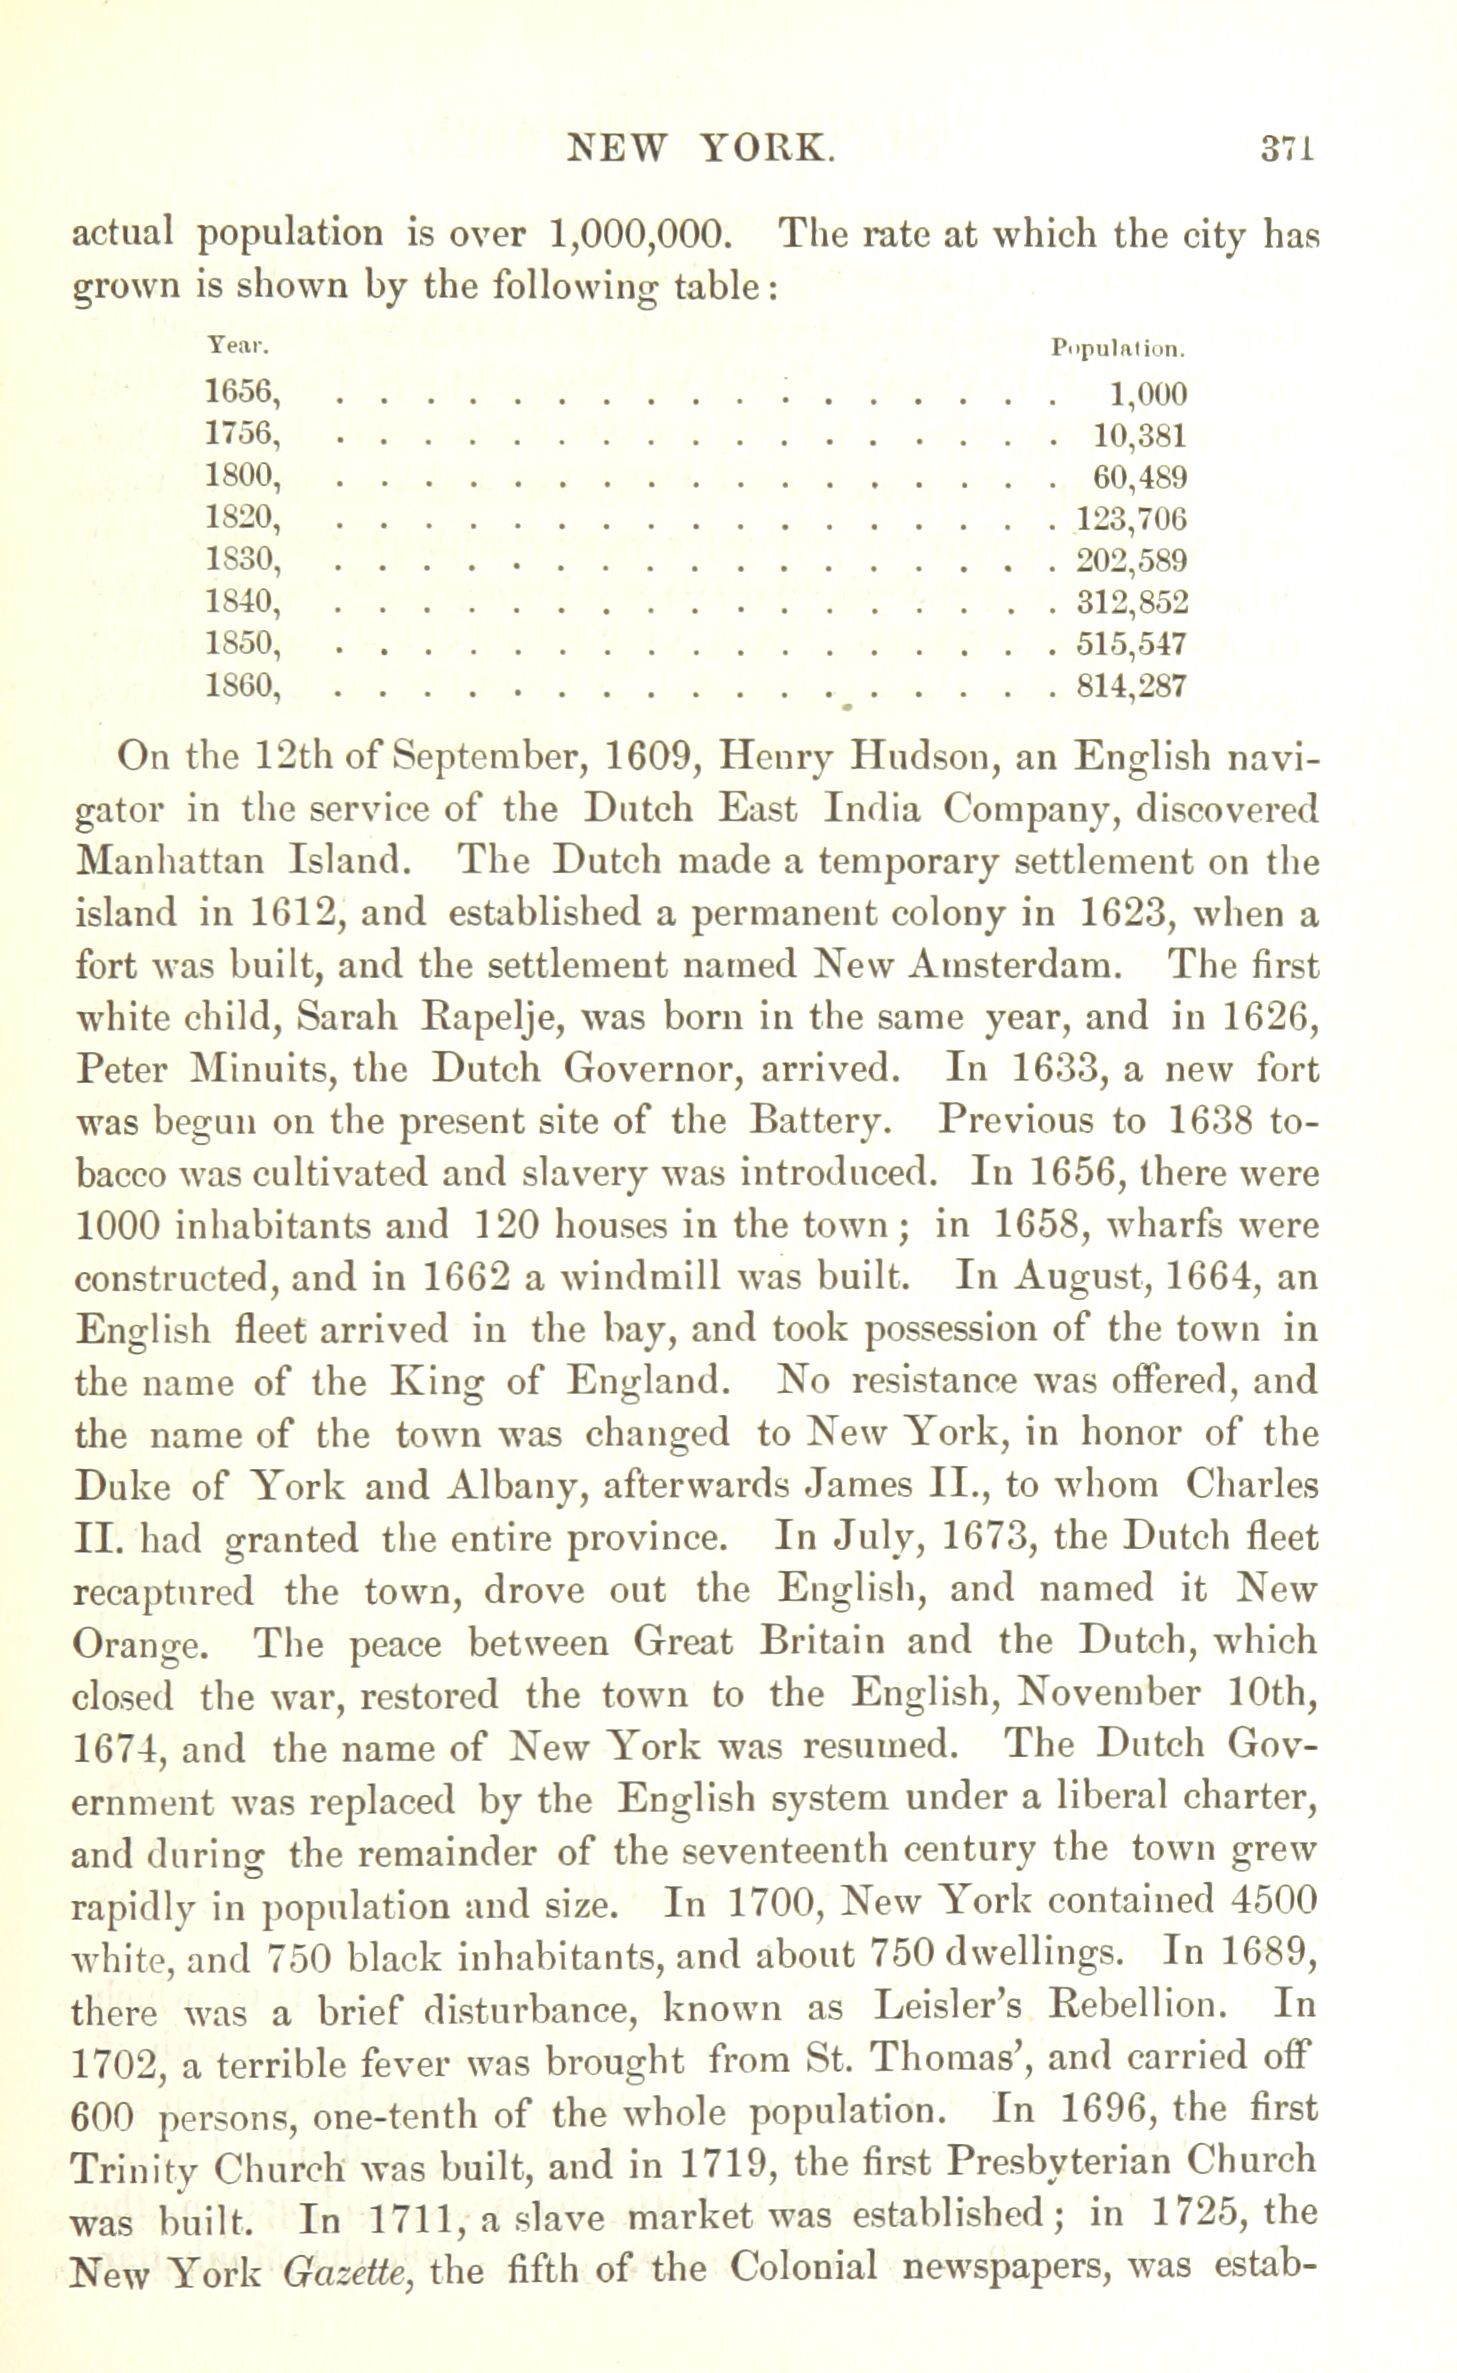 NEW YORK. 371
actual population is over 1,000,000. The rate at which the city has
grown is shown by the following table:
Year. Population.
1656, . . . . . . . . . . . . . . . . . 1,000
1756, . . . . . . . . . . . . . . . . . 10,381
1800, . . . . . . . . . . . . . . . . . 60,489
1820, . . . . . . . . . . . . . . . . . 123,706
1830, . . . . . . . . . . . . . . . . . 202,589
1840, . . . . . . . . . . . . . . . . . 312,852
1850, . . . . . . . . . . . . . . . . . 515,547
1860, . . . . . . . . . . . . . . . . . 814,287
On the 12th of September, 1609, Henry Hudson, an English navi-
gator in the service of the Dutch East India Company, discovered
Manhattan Island. The Dutch made a temporary settlement on the
island in 1612, and established a permanent colony in 1623, when a
fort was built, and the settlement named New Amsterdam. The first
white child, Sarah Rapelje, was born in the same year, and in 1626,
Peter Minuits, the Dutch Governor, arrived. In 1633, a new fort
was begun on the present site of the Battery. Previous to 1638 to-
bacco was cultivated and slavery was introduced. In 1656, there were
1000 inhabitants and 120 houses in the town; in 1658, wharfs were
constructed, and in 1662 a windmill was built. In August, 1664, an
English fleet arrived in the bay, and took possession of the town in
the name of the King of England. No resistance was offered, and
the name of the town was changed to New York, in honor of the
Duke of York and Albany, afterwards James II., to whom Charles
II. had granted the entire province. In July, 1673, the Dutch fleet
recaptured the town, drove out the English, and named it New
Orange. The peace between Great Britain and the Dutch, which
closed the war, restored the town to the English, November 10th,
1674, and the name of New York was resumed. The Dutch Gov-
ernment was replaced by the English system under a liberal charter,
and during the remainder of the seventeenth century the town grew
rapidly in population and size. In 1700, New York contained 4500
white, and 750 black inhabitants, and about 750 dwellings. In 1689,
there was a brief disturbance, known as Leisler's Rebellion. In
1702, a terrible fever was brought from St. Thomas', and carried off
600 persons, one-tenth of the whole population. In 1696, the first
Trinity Church was built, and in 1719, the first Presbyterian Church
was built. In 1711, a slave market was established; in 1725, the
New York Gazette, the fifth of the Colonial newspapers, was estab-